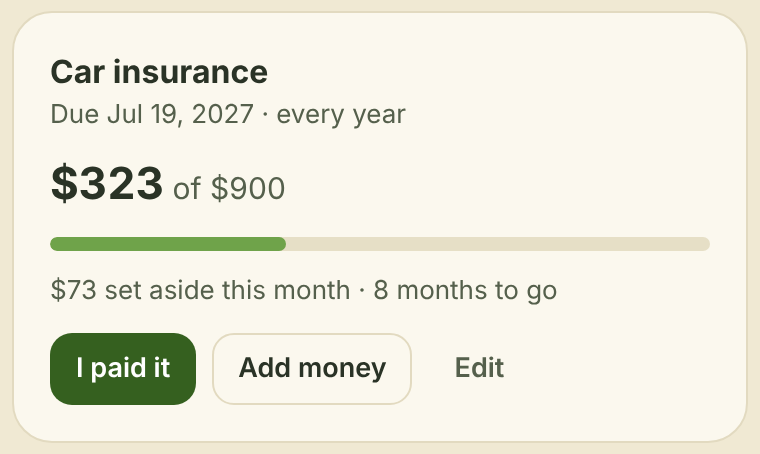 Car insurance
Due Jul 19, 2027 · every year
$323 of $900
$73 set aside this month · 8 months to go
I paid it Add money Edit